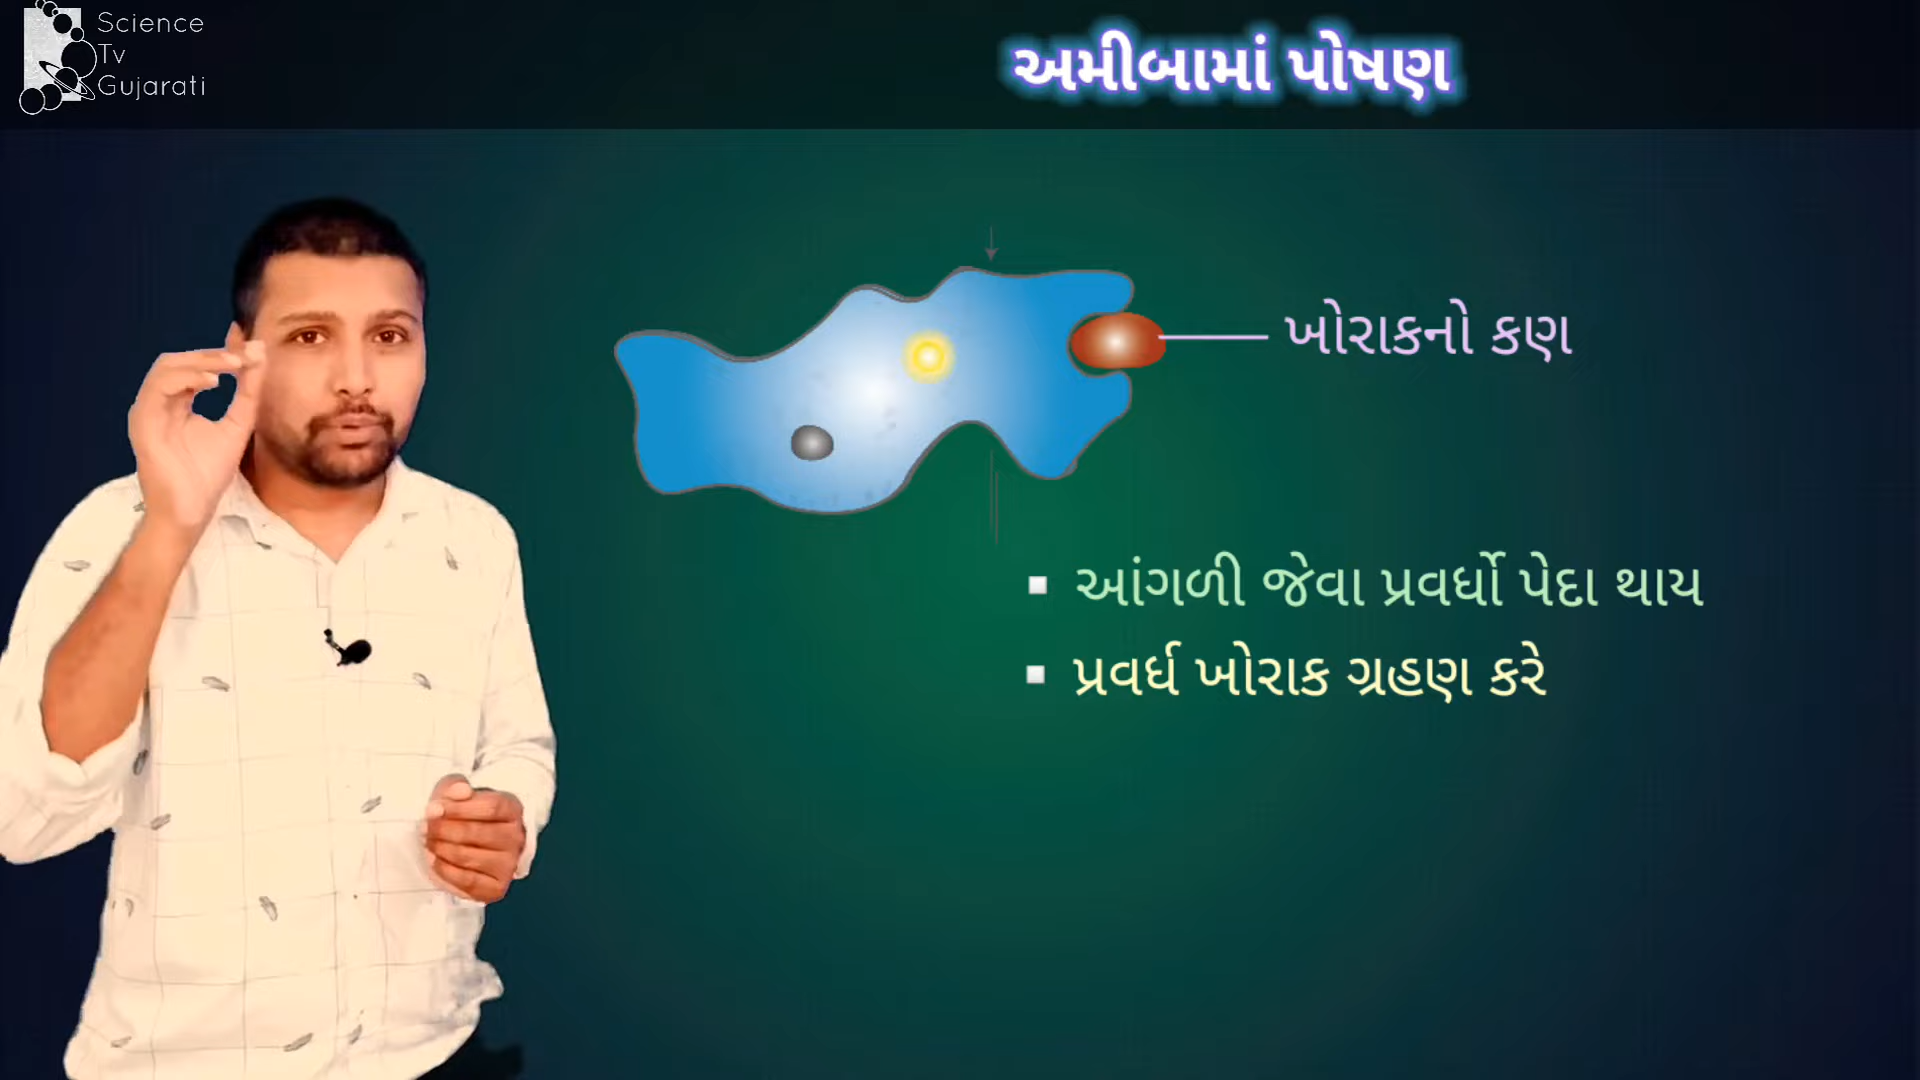 Science
Tv
Gujarati
અમીબામાં પોષણ
ખોરાકનો કણ
આંગળી જેવા પ્રવર્ધો પેદા થાય
પ્રવર્ધ ખોરાક ગ્રહણ કરે